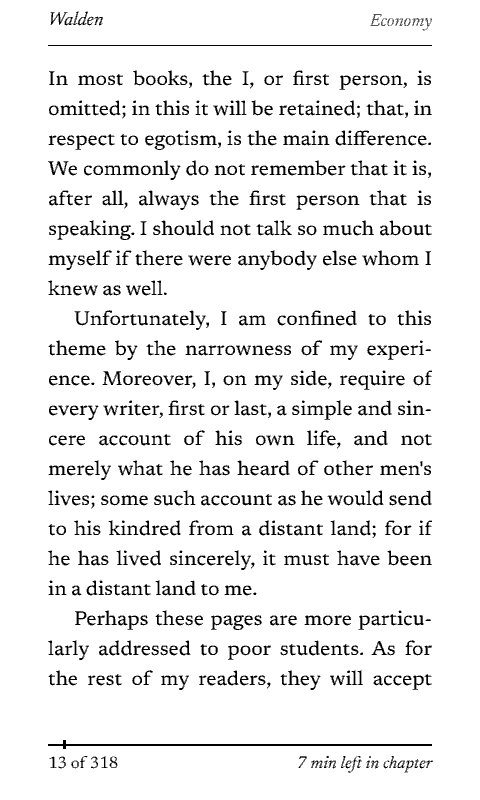 Walden
Economy
In most books, the I, or first person, is
omitted; in this it will be retained; that, in
respect to egotism, is the main difference.
We commonly do not remember that it is,
after all, always the first person that is
speaking. I should not talk so much about
myself if there were anybody else whom I
knew as well.
Unfortunately, I am confined to this
theme by the narrowness of my experi-
ence. Moreover, I, on my side, require of
every writer, first or last, a simple and sin-
cere account of his own life, and not
merely what he has heard of other men's
lives; some such account as he would send
to his kindred from a distant land; for if
he has lived sincerely, it must have been
in a distant land to me.
Perhaps these pages are more particu-
larly addressed to poor students. As for
the rest of my readers, they will accept
13 of 318
7 min left in chapter